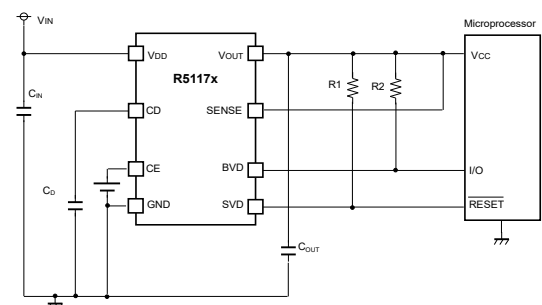 VIN
Microprocessor
VDD
VOUT
VCC
R5117x
R1
R2
CIN
CD
SENSE
CE
BVD
I/O
CD
GND
SVD
RESET
COUT